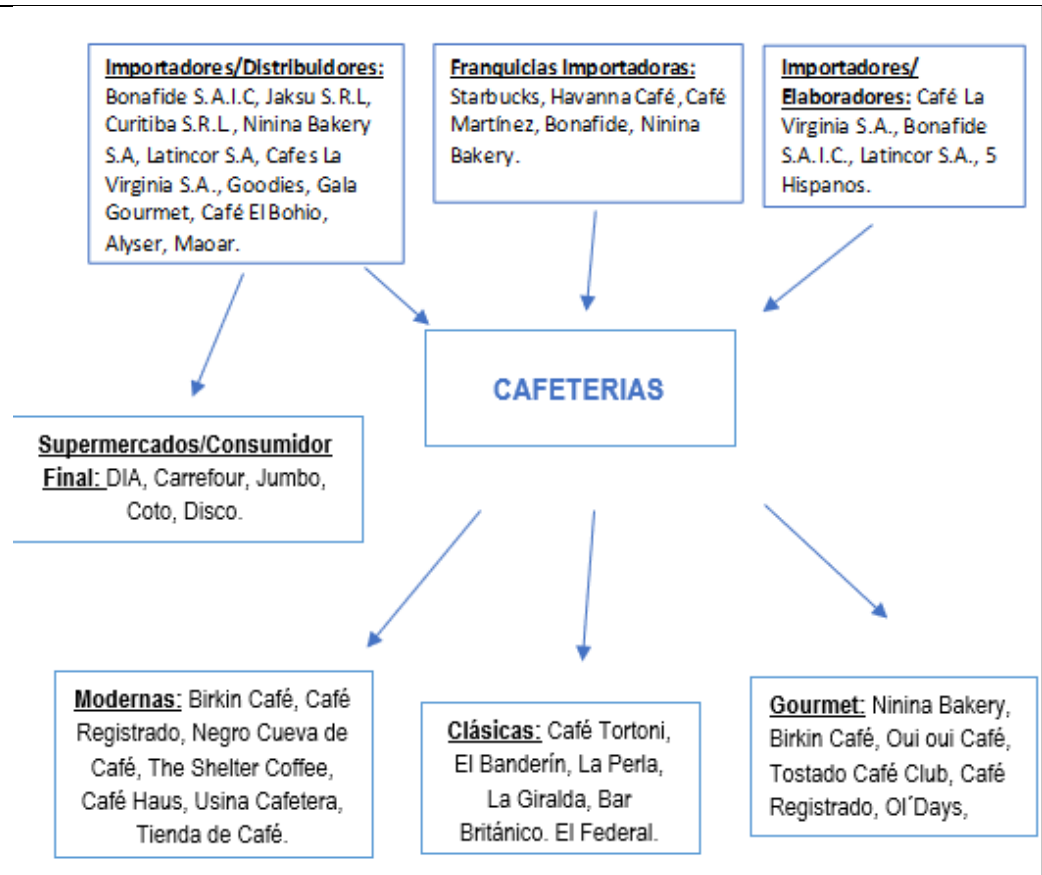 Importadores/Distribuidores:
Bonafide S.A.I.C, Jaksu S.R.L,
Curitiba S.R.L, Ninina Bakery
S.A, Latincor S.A, Cafes La
Virginia S.A., Goodies, Gala
Gourmet, Café El Bohio,
Alyser, Maoar.
Franquicias Importadoras:
Starbucks, Havanna Café, Café
Martínez, Bonafide, Ninina
Bakery.
Importadores/
Elaboradores: Café La
Virginia S.A., Bonafide
S.A.I.C., Latincor S.A., 5
Hispanos.
CAFETERIAS
Supermercados/Consumidor
Final: DIA, Carrefour, Jumbo,
Coto, Disco.
Modernas: Birkin Café, Café
Registrado, Negro Cueva de
Café, The Shelter Coffee,
Café Haus, Usina Cafetera,
Tienda de Café.
Clásicas: Café Tortoni,
El Banderín, La Perla,
La Giralda, Bar
Británico. El Federal.
Gourmet: Ninina Bakery,
Birkin Café, Oui oui Café,
Tostado Café Club, Café
Registrado, Ol´Days,